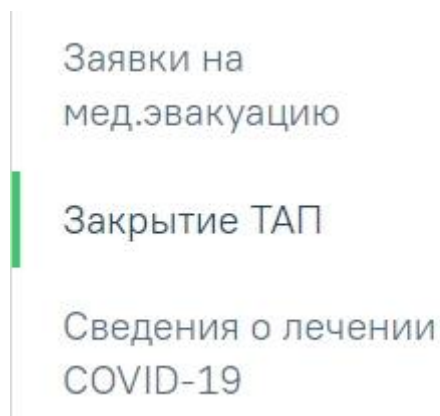 Заявки на
мед.эвакуацию
Закрытие ТАП
Сведения о лечении
COVID-19